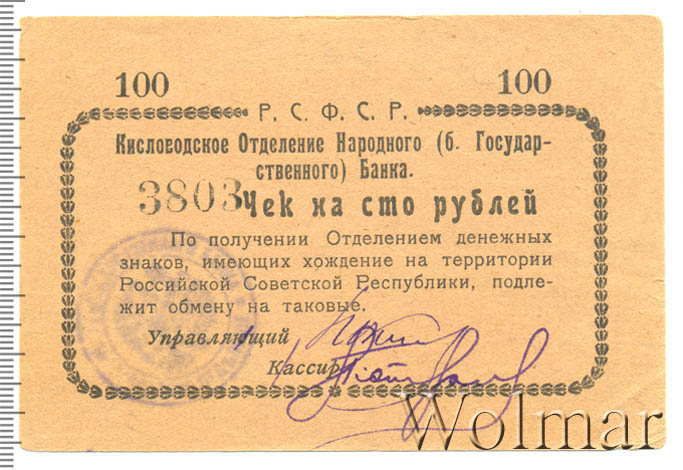 100 100
Р. С. Ф. С. Р.
Кисловодское Отделение Народного (б. Государ-
ственного) Банка.
3803 Чек на сто рублей
По получении Отделением денежных
знаков, имеющих хождение на территории
Российской Советской Республики, подле-
жит обмену на таковые.
Управляющий
Кассир
Wolmar